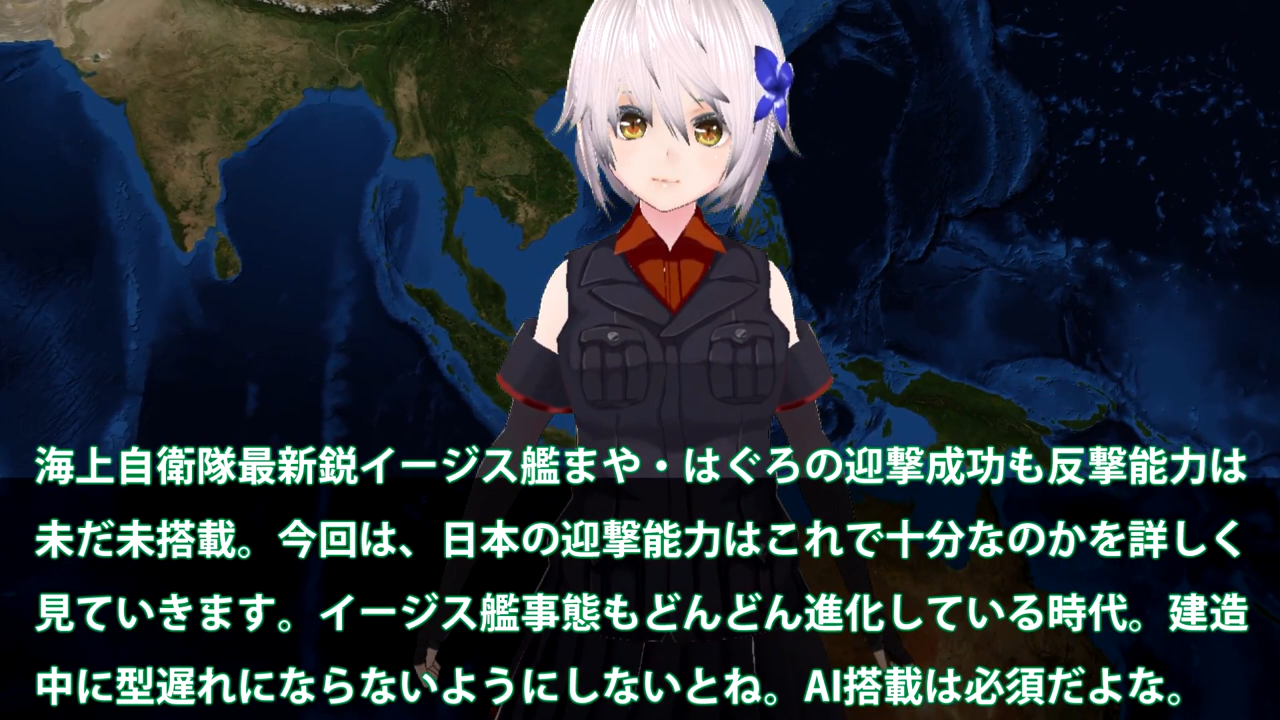 海上自衛隊最新鋭イージス艦まや・はぐろの迎撃成功も反撃能力は
未だ未搭載。今回は、日本の迎撃能力はこれで十分なのかを詳しく
見ていきます。イージス艦事態もどんどん進化している時代。建造
中に型遅れにならないようにしないとね。AI搭載は必須だよな。